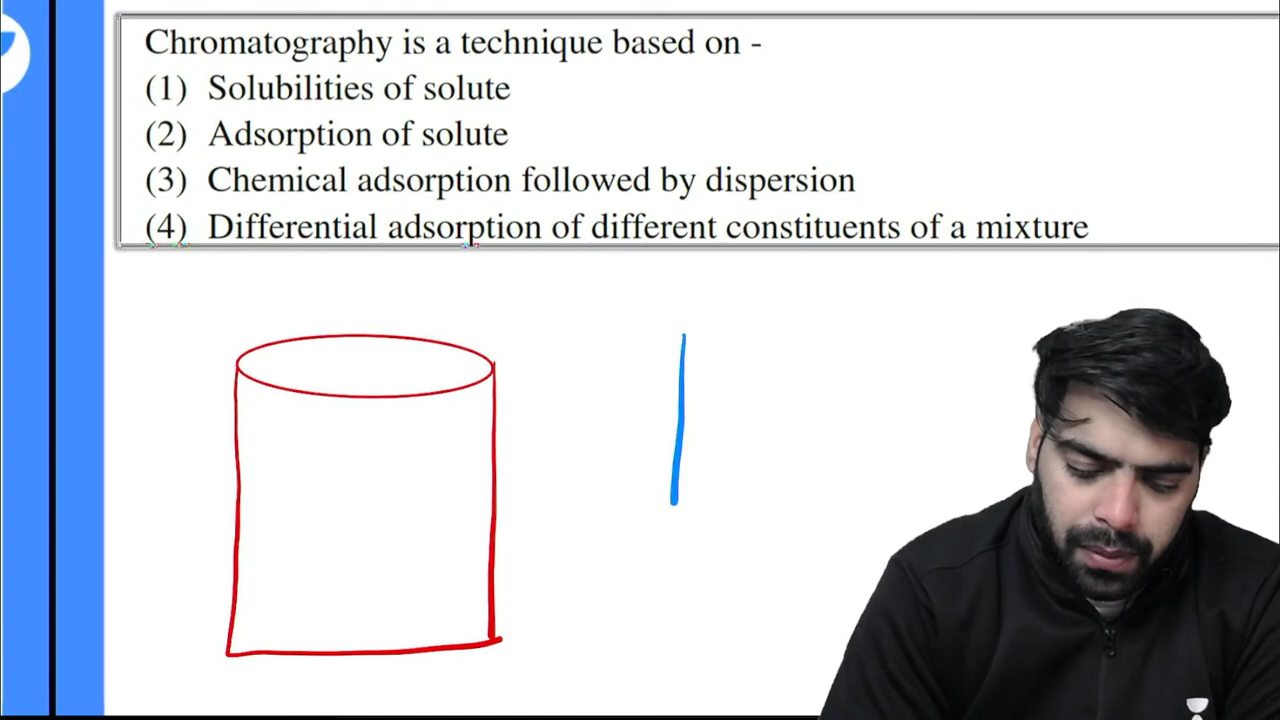 Chromatography is a technique based on -
(1) Solubilities of solute
(2) Adsorption of solute
(3) Chemical adsorption followed by dispersion
(4) Differential adsorption of different constituents of a mixture